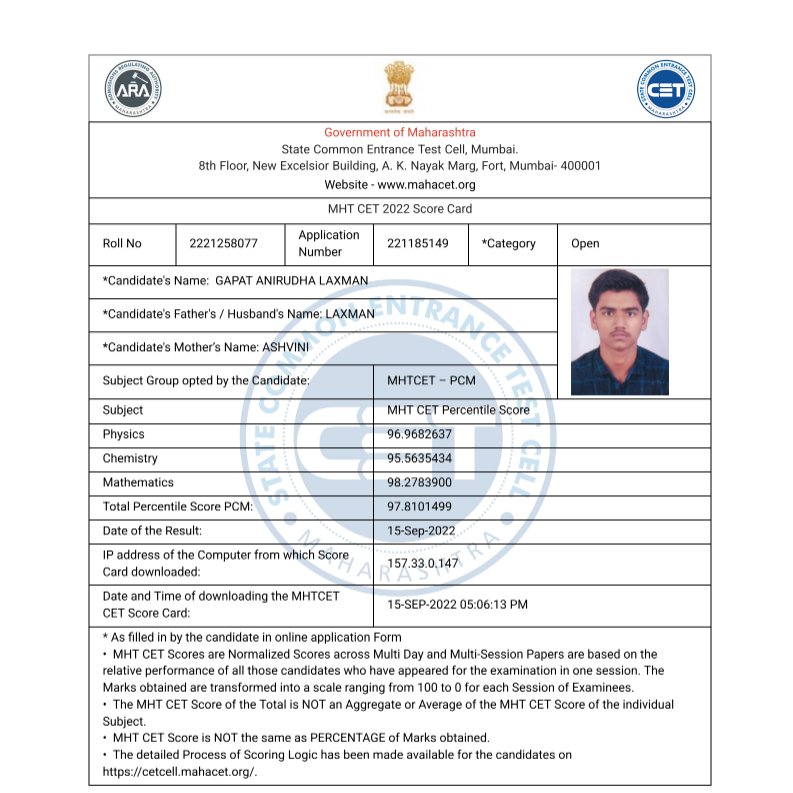 ADMISSIONS REGULATING AUTHORITY
ARA
MAHARASHTRA
STATE COMMON ENTRANCE TEST CELL
CET
MAHARASHTRA
Government of Maharashtra
State Common Entrance Test Cell, Mumbai.
8th Floor, New Excelsior Building, A. K. Nayak Marg, Fort, Mumbai- 400001
Website - www.mahacet.org
MHT CET 2022 Score Card
Roll No 2221258077 Application Number 221185149 *Category Open
*Candidate's Name: GAPAT ANIRUDHA LAXMAN
*Candidate's Father's / Husband's Name: LAXMAN
*Candidate's Mother's Name: ASHVINI
Subject Group opted by the Candidate: MHTCET – PCM
Subject MHT CET Percentile Score
Physics 96.9682637
Chemistry 95.5635434
Mathematics 98.2783900
Total Percentile Score PCM: 97.8101499
Date of the Result: 15-Sep-2022
IP address of the Computer from which Score
Card downloaded: 157.33.0.147
Date and Time of downloading the MHTCET
CET Score Card: 15-SEP-2022 05:06:13 PM
* As filled in by the candidate in online application Form
• MHT CET Scores are Normalized Scores across Multi Day and Multi-Session Papers are based on the
relative performance of all those candidates who have appeared for the examination in one session. The
Marks obtained are transformed into a scale ranging from 100 to 0 for each Session of Examinees.
• The MHT CET Score of the Total is NOT an Aggregate or Average of the MHT CET Score of the individual
Subject.
• MHT CET Score is NOT the same as PERCENTAGE of Marks obtained.
• The detailed Process of Scoring Logic has been made available for the candidates on
https://cetcell.mahacet.org/.
STATE COMMON ENTRANCE TEST CELL
CET
MAHARASHTRA